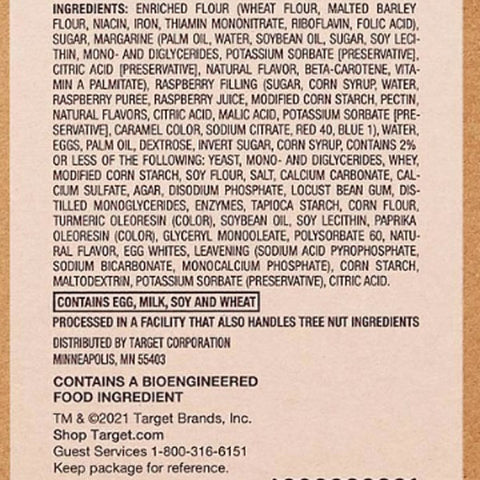 INGREDIENTS: ENRICHED FLOUR (WHEAT FLOUR, MALTED BARLEY
FLOUR, NIACIN, IRON, THIAMIN MONONITRATE, RIBOFLAVIN, FOLIC ACID),
SUGAR, MARGARINE (PALM OIL, WATER, SOYBEAN OIL, SUGAR, SOY LECI-
THIN, MONO- AND DIGLYCERIDES, POTASSIUM SORBATE [PRESERVATIVE],
CITRIC ACID [PRESERVATIVE], NATURAL FLAVOR, BETA-CAROTENE, VITA-
MIN A PALMITATE), RASPBERRY FILLING (SUGAR, CORN SYRUP, WATER,
RASPBERRY PUREE, RASPBERRY JUICE, MODIFIED CORN STARCH, PECTIN,
NATURAL FLAVORS, CITRIC ACID, MALIC ACID, POTASSIUM SORBATE [PRE-
SERVATIVE], CARAMEL COLOR, SODIUM CITRATE, RED 40, BLUE 1), WATER,
EGGS, PALM OIL, DEXTROSE, INVERT SUGAR, CORN SYRUP, CONTAINS 2%
OR LESS OF THE FOLLOWING: YEAST, MONO- AND DIGLYCERIDES, WHEY,
MODIFIED CORN STARCH, SOY FLOUR, SALT, CALCIUM CARBONATE, CAL-
CIUM SULFATE, AGAR, DISODIUM PHOSPHATE, LOCUST BEAN GUM, DIS-
TILLED MONOGLYCERIDES, ENZYMES, TAPIOCA STARCH, CORN FLOUR,
TURMERIC OLEORESIN (COLOR), SOYBEAN OIL, SOY LECITHIN, PAPRIKA
OLEORESIN (COLOR), GLYCERYL MONOOLEATE, POLYSORBATE 60, NATU-
RAL FLAVOR, EGG WHITES, LEAVENING (SODIUM ACID PYROPHOSPHATE,
SODIUM BICARBONATE, MONOCALCIUM PHOSPHATE), CORN STARCH,
MALTODEXTRIN, POTASSIUM SORBATE (PRESERVATIVE), CITRIC ACID.
CONTAINS EGG, MILK, SOY AND WHEAT
PROCESSED IN A FACILITY THAT ALSO HANDLES TREE NUT INGREDIENTS
DISTRIBUTED BY TARGET CORPORATION
MINNEAPOLIS, MN 55403
CONTAINS A BIOENGINEERED
FOOD INGREDIENT
TM & ©2021 Target Brands, Inc.
Shop Target.com
Guest Services 1-800-316-6151
Keep package for reference.